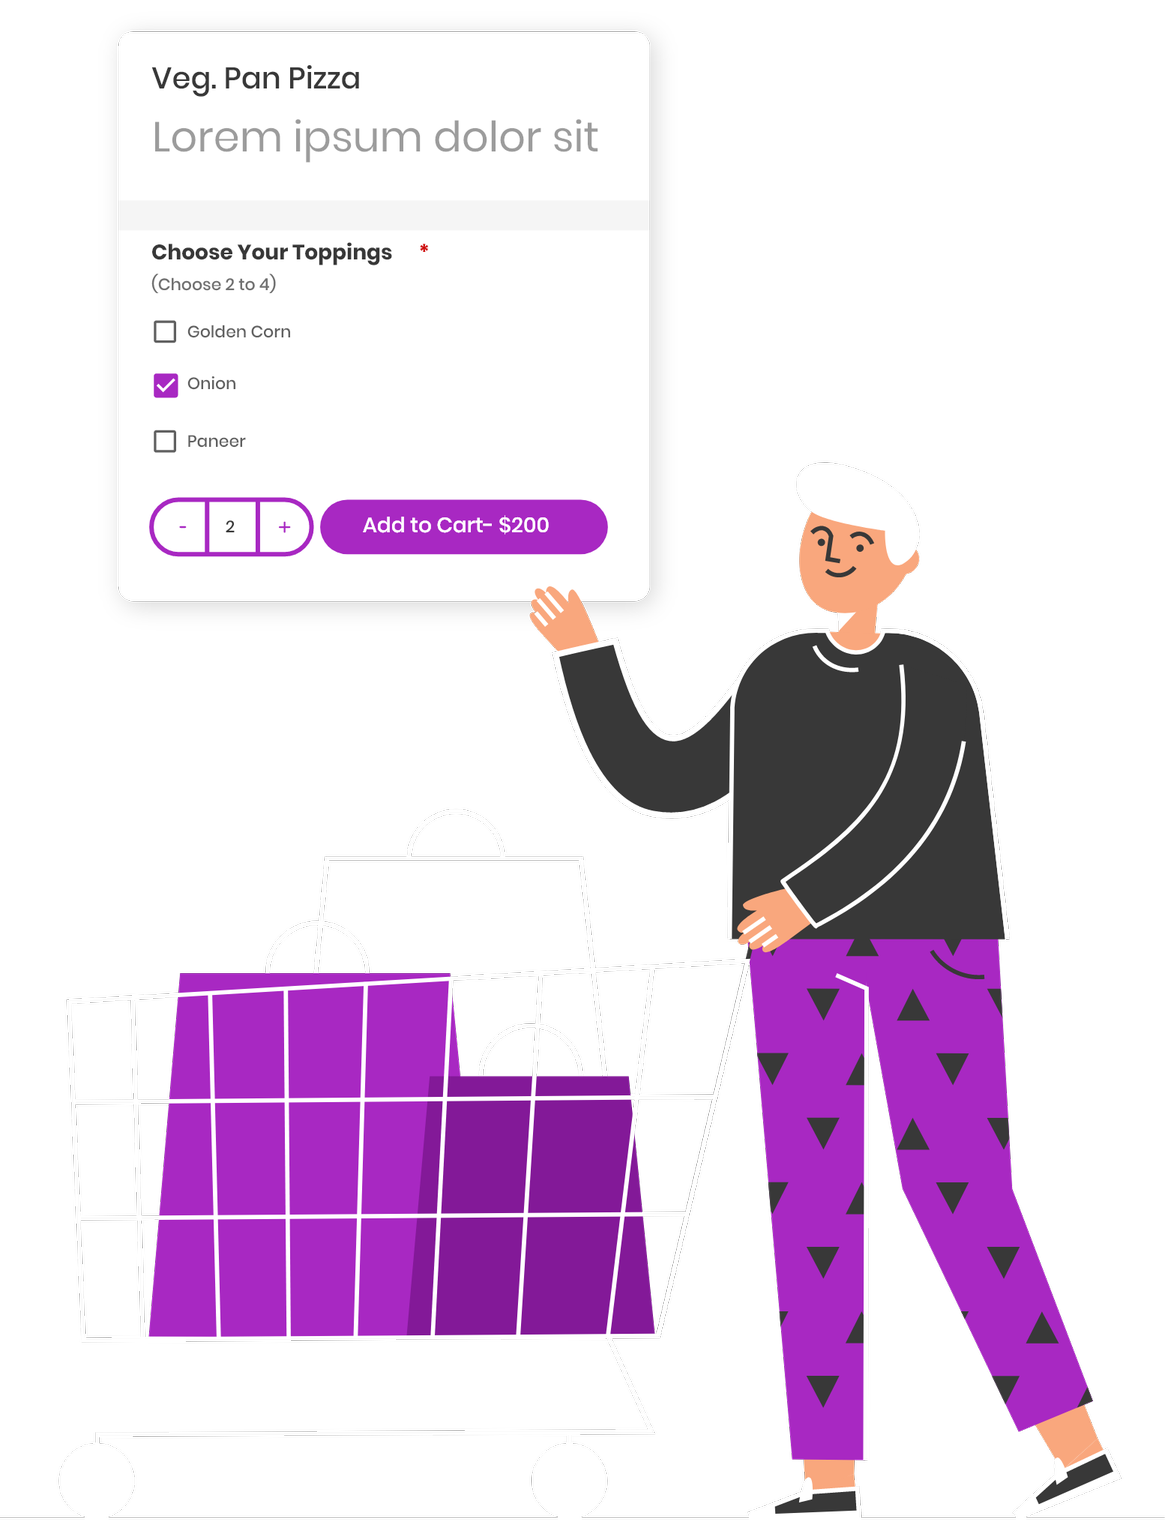 Veg. Pan Pizza
Lorem ipsum dolor sit
Choose Your Toppings *
(Choose 2 to 4)
Golden Corn
Onion
Paneer
- 2 + Add to Cart- $200